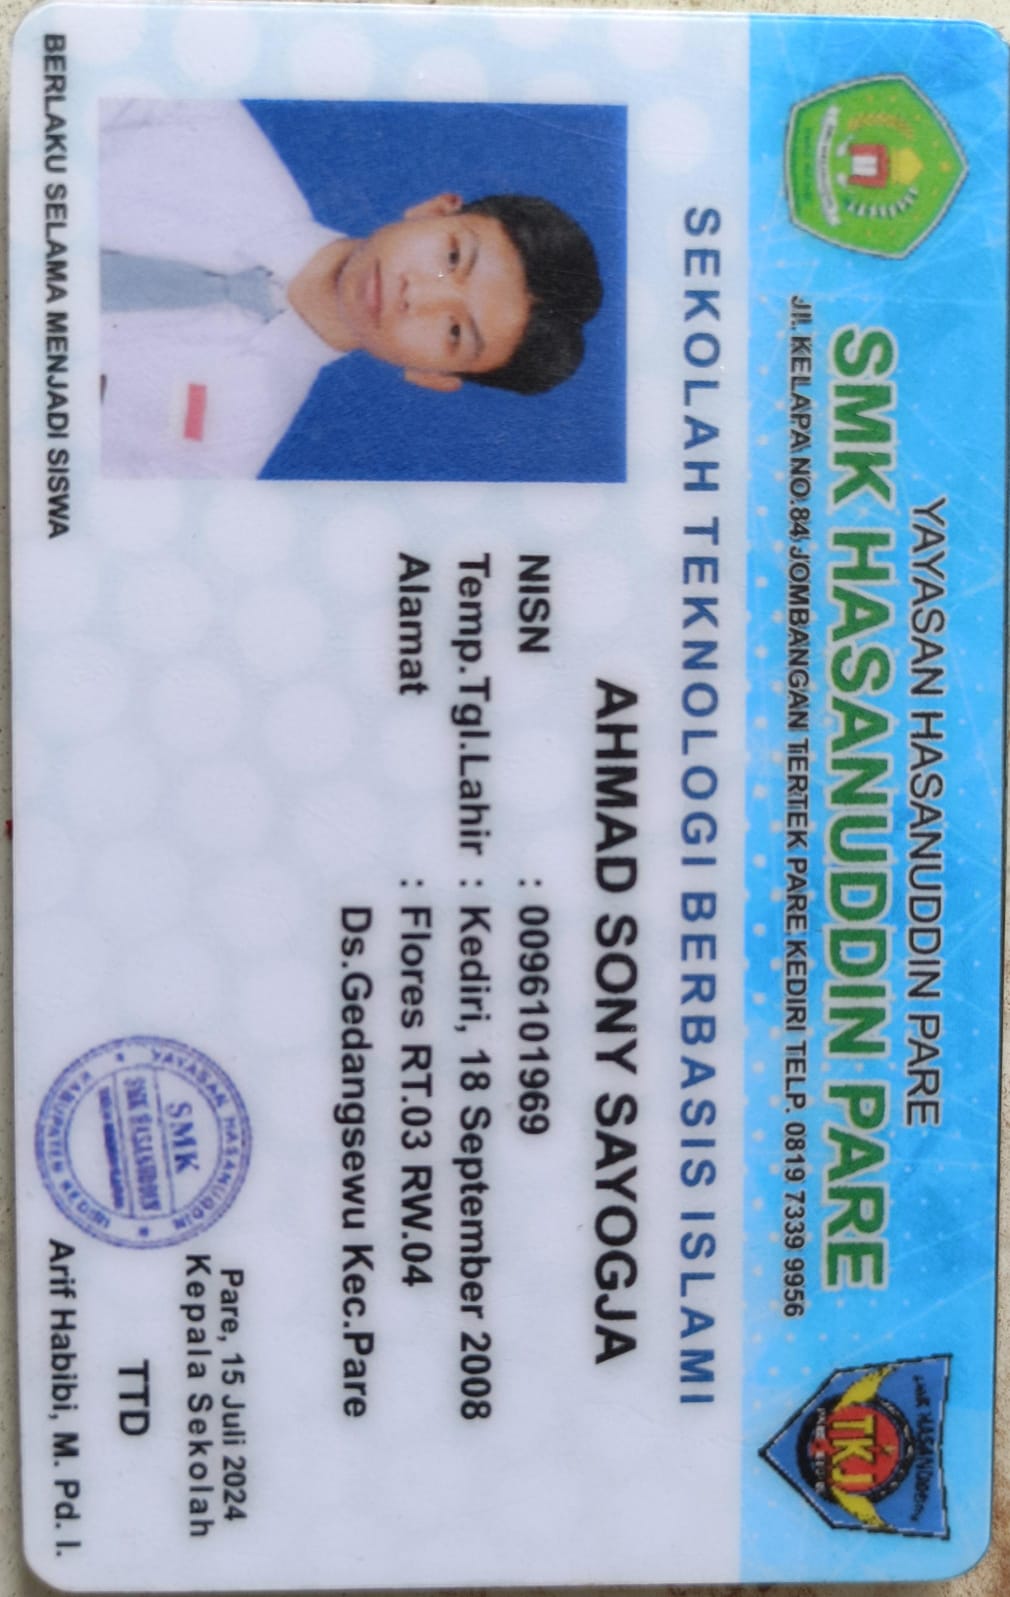 YAYASAN HASANUDDIN PARE
SMK HASANUDDIN PARE
Jl. KELAPA NO.84 JOMBANGAN TERTEK PARE KEDIRI TELP. 0819 7339 9956
SMK HASANUDDIN
TKJ
SEKOLAH TEKNOLOGI BERBASIS ISLAMI
AHMAD SONY SAYOGJA
NISN : 0096101969
Temp.Tgl.Lahir : Kediri, 18 September 2008
Alamat : Flores RT.03 RW.04
Ds.Gedangsewu Kec.Pare
Pare, 15 Juli 2024
Kepala Sekolah
TTD
Arif Habibi, M. Pd. I.
YAYASAN HASANUDDIN
SMK
SMK HASANUDDIN
KABUPATEN KEDIRI
BERLAKU SELAMA MENJADI SISWA